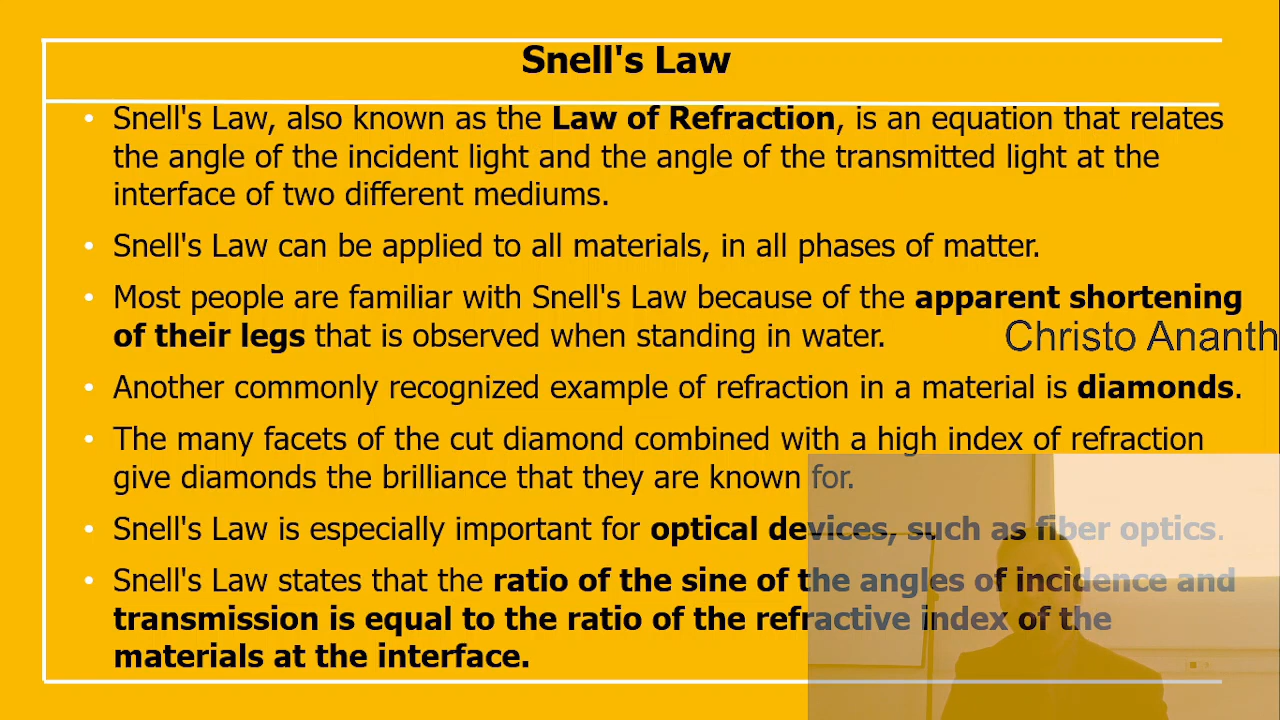 Snell's Law
• Snell's Law, also known as the Law of Refraction, is an equation that relates
the angle of the incident light and the angle of the transmitted light at the
interface of two different mediums.
• Snell's Law can be applied to all materials, in all phases of matter.
• Most people are familiar with Snell's Law because of the apparent shortening
of their legs that is observed when standing in water.
Christo Ananth
• Another commonly recognized example of refraction in a material is diamonds.
• The many facets of the cut diamond combined with a high index of refraction
give diamonds the brilliance that they are known for.
• Snell's Law is especially important for optical devices, such as fiber optics.
• Snell's Law states that the ratio of the sine of the angles of incidence and
transmission is equal to the ratio of the refractive index of the
materials at the interface.